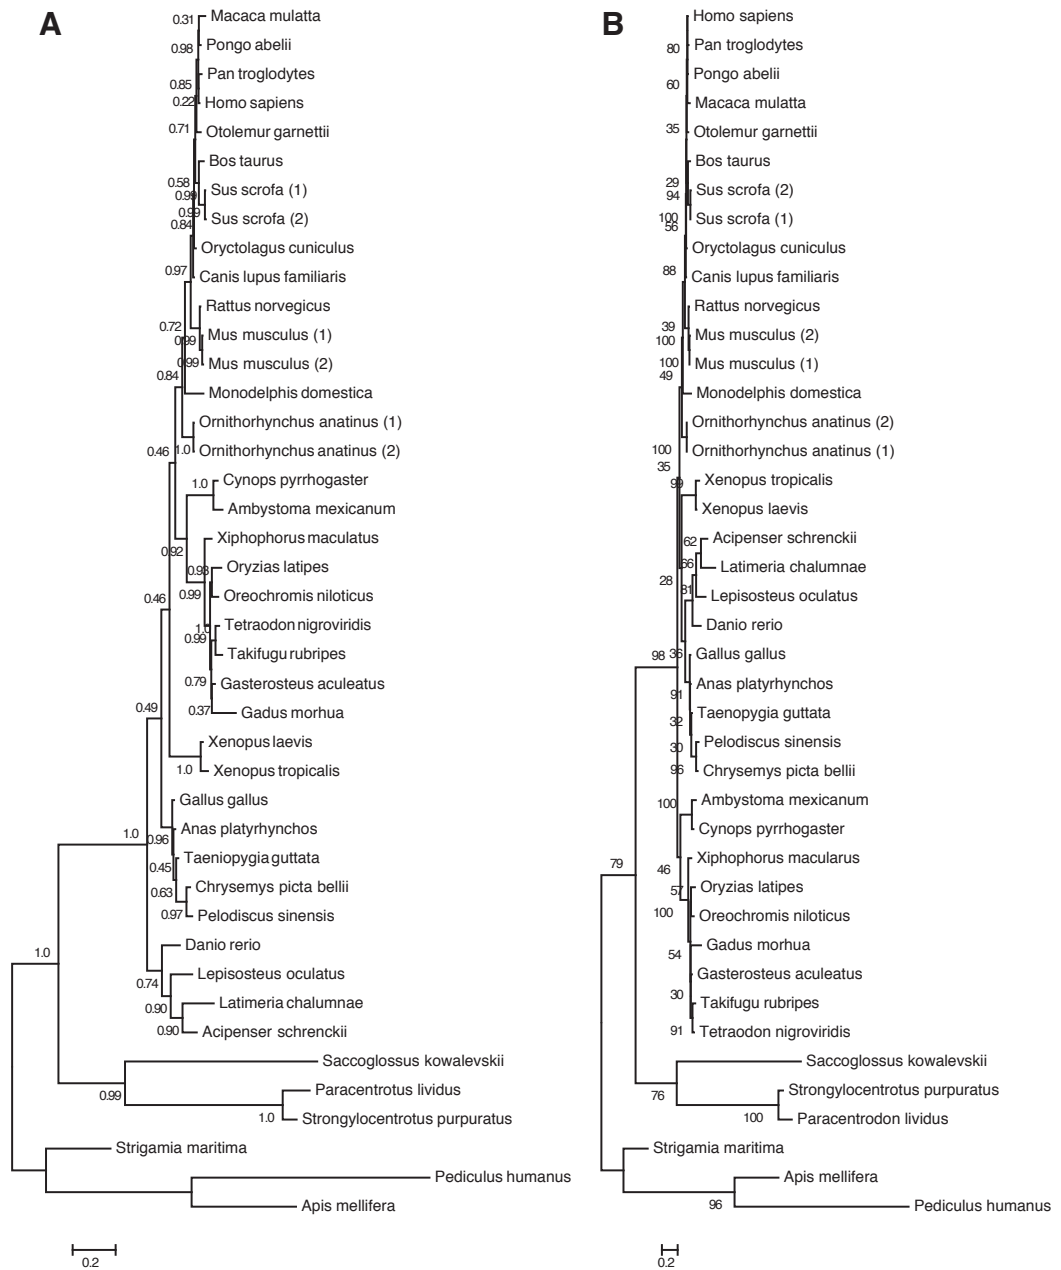 A
0.31
Macaca mulatta
0.98
Pongo abelii
Pan troglodytes
0.85
0.22
Homo sapiens
0.71
Otolemur garnettii
Bos taurus
0.58
0.99
Sus scrofa (1)
0.99
Sus scrofa (2)
0.84
Oryctolagus cuniculus
0.97
Canis lupus familiaris
Rattus norvegicus
0.72
0.99
Mus musculus (1)
0.99
Mus musculus (2)
0.84
Monodelphis domestica
Ornithorhynchus anatinus (1)
0.46
1.0
Ornithorhynchus anatinus (2)
1.0
Cynops pyrrhogaster
Ambystoma mexicanum
Xiphophorus maculatus
0.92
0.93
Oryzias latipes
0.99
Oreochromis niloticus
0.46
1.0
Tetraodon nigroviridis
0.99
Takifugu rubripes
0.79
Gasterosteus aculeatus
0.49
0.37
Gadus morhua
Xenopus laevis
1.0
Xenopus tropicalis
Gallus gallus
1.0
0.96
Anas platyrhynchos
0.45
Taeniopygia guttata
0.63
Chrysemys picta bellii
0.97
Pelodiscus sinensis
Danio rerio
1.0
0.74
Lepisosteus oculatus
0.90
Latimeria chalumnae
0.90
Acipenser schrenckii
Saccoglossus kowalevskii
0.99
Paracentrotus lividus
1.0
Strongylocentrotus purpuratus
Strigamia maritima
Pediculus humanus
Apis mellifera
0.2
B
Homo sapiens
80
Pan troglodytes
60
Pongo abelii
Macaca mulatta
35
Otolemur garnettii
Bos taurus
29
94
Sus scrofa (2)
100
Sus scrofa (1)
56
Oryctolagus cuniculus
88
Canis lupus familiaris
Rattus norvegicus
39
100
Mus musculus (2)
100
Mus musculus (1)
49
Monodelphis domestica
Ornithorhynchus anatinus (2)
100
Ornithorhynchus anatinus (1)
35
99
Xenopus tropicalis
Xenopus laevis
62
Acipenser schrenckii
66
Latimeria chalumnae
28
81
Lepisosteus oculatus
Danio rerio
98
36
Gallus gallus
91
Anas platyrhynchos
32
Taenopygia guttata
30
Pelodiscus sinensis
96
Chrysemys picta bellii
100
Ambystoma mexicanum
Cynops pyrrhogaster
79
46
Xiphophorus macularus
57
Oryzias latipes
100
Oreochromis niloticus
54
Gadus morhua
Gasterosteus aculeatus
30
Takifugu rubripes
91
Tetraodon nigroviridis
Saccoglossus kowalevskii
76
Strongylocentrotus purpuratus
100
Paracentrodon lividus
Strigamia maritima
Apis mellifera
96
Pediculus humanus
0.2